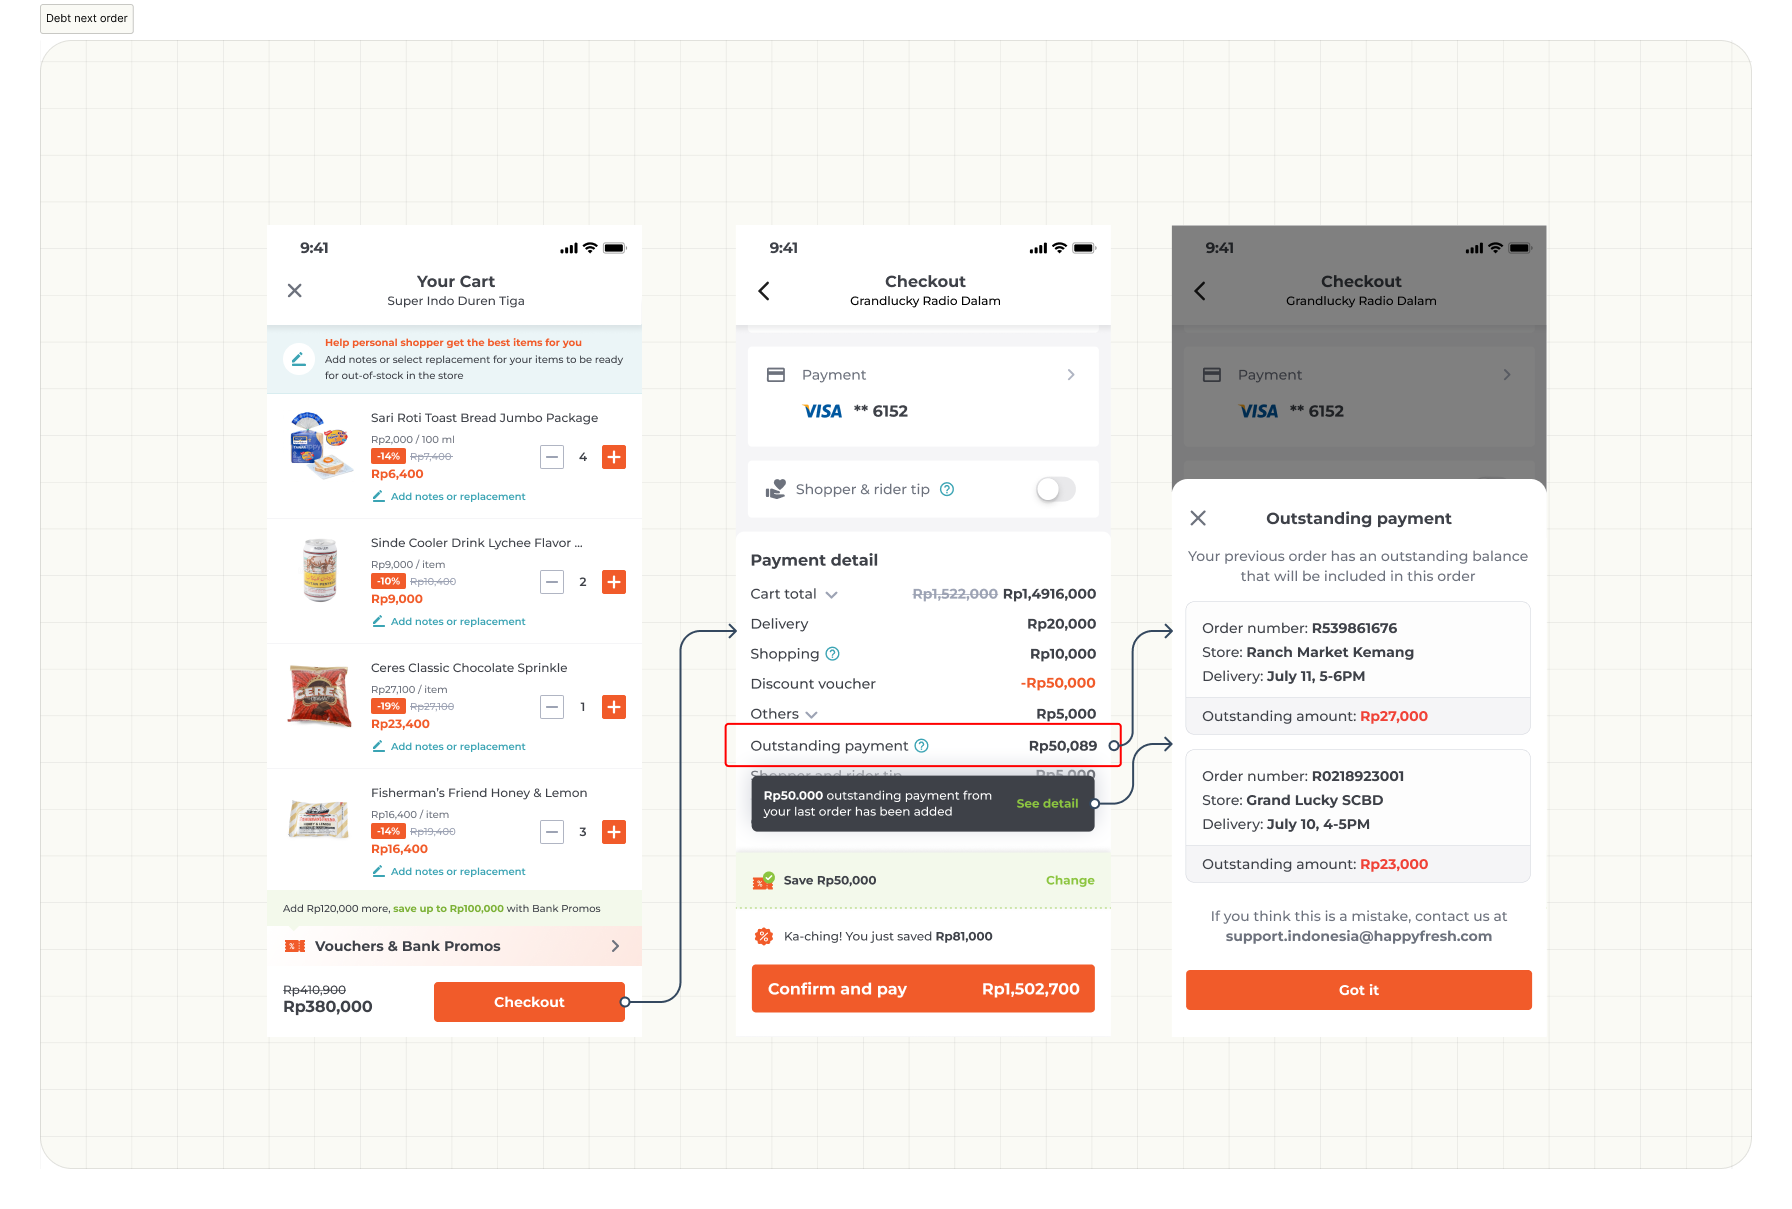 Debt next order
9:41
Your Cart
Super Indo Duren Tiga
Help personal shopper get the best items for you
Add notes or select replacement for your items to be ready
for out-of-stock in the store
Sari Roti Toast Bread Jumbo Package
Rp2,000 / 100 ml
-14% Rp7,400
Rp6,400
4
Add notes or replacement
Sinde Cooler Drink Lychee Flavor ...
Rp9,000 / item
-10% Rp10,400
Rp9,000
2
Add notes or replacement
CERES
Ceres Classic Chocolate Sprinkle
Rp27,100 / item
-19% Rp27,100
Rp23,400
1
Add notes or replacement
Fisherman's Friend Honey & Lemon
Rp16,400 / item
-14% Rp19,400
Rp16,400
3
Add notes or replacement
Add Rp120,000 more, save up to Rp100,000 with Bank Promos
Vouchers & Bank Promos
Rp410,900
Rp380,000
Checkout
9:41
Checkout
Grandlucky Radio Dalam
Payment
VISA ** 6152
Shopper & rider tip
Payment detail
Cart total Rp1,522,000 Rp1,4916,000
Delivery Rp20,000
Shopping Rp10,000
Discount voucher -Rp50,000
Others Rp5,000
Outstanding payment Rp50,089
Shopper and rider tip Rp5,000
Rp50.000 outstanding payment from
your last order has been added
See detail
Save Rp50,000 Change
Ka-ching! You just saved Rp81,000
Confirm and pay Rp1,502,700
9:41
Checkout
Grandlucky Radio Dalam
Payment
VISA ** 6152
Outstanding payment
Your previous order has an outstanding balance
that will be included in this order
Order number: R539861676
Store: Ranch Market Kemang
Delivery: July 11, 5-6PM
Outstanding amount: Rp27,000
Order number: R0218923001
Store: Grand Lucky SCBD
Delivery: July 10, 4-5PM
Outstanding amount: Rp23,000
If you think this is a mistake, contact us at
support.indonesia@happyfresh.com
Got it